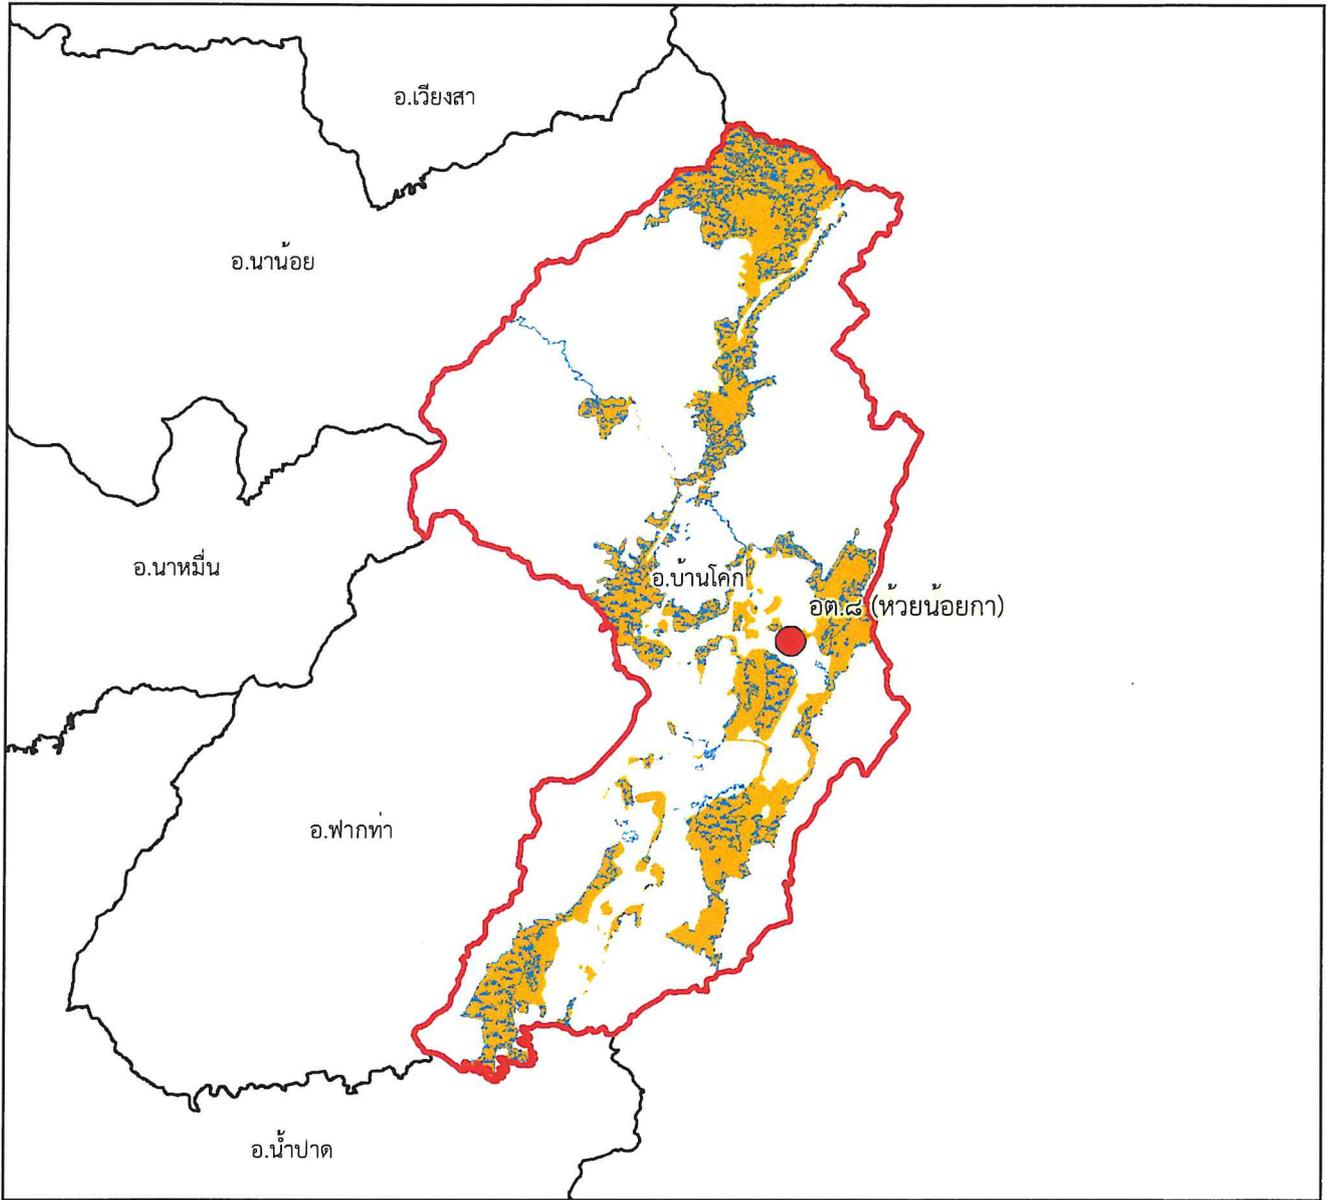 อ.เวียงสา
อ.นาน้อย
อ.นาหมื่น
อ.บ้านโคก
อต.๘ (ห้วยน้อยกา)
อ.ฟากท่า
อ.น้ำปาด